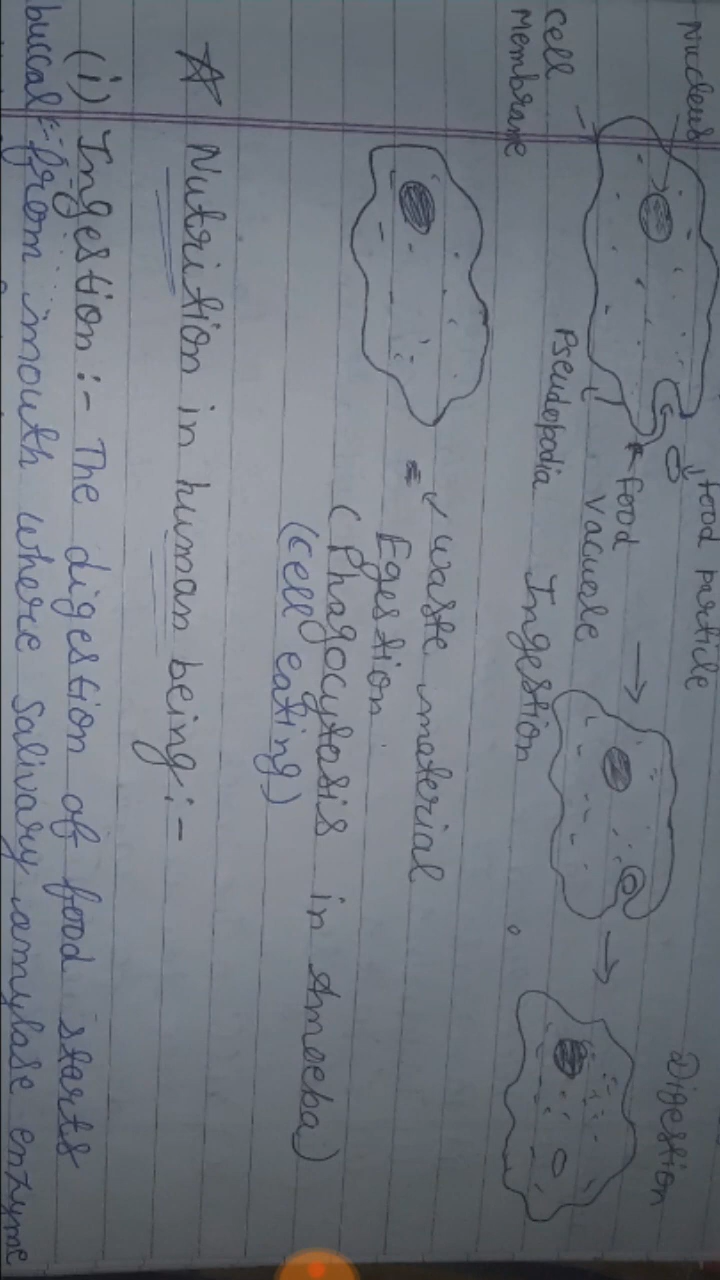 Nucleus
food particle
Digestion
Cell
Membrane
Food
vacuole
Pseudopodia
Ingestion
waste meterial
Egestion
(Phagocytosis in Amoeba)
(cell eating)
☆ Nutrition in human being :-
(i) Ingestion :- The digestion of food starts
buccal from mouth where salivary amylase enzyme